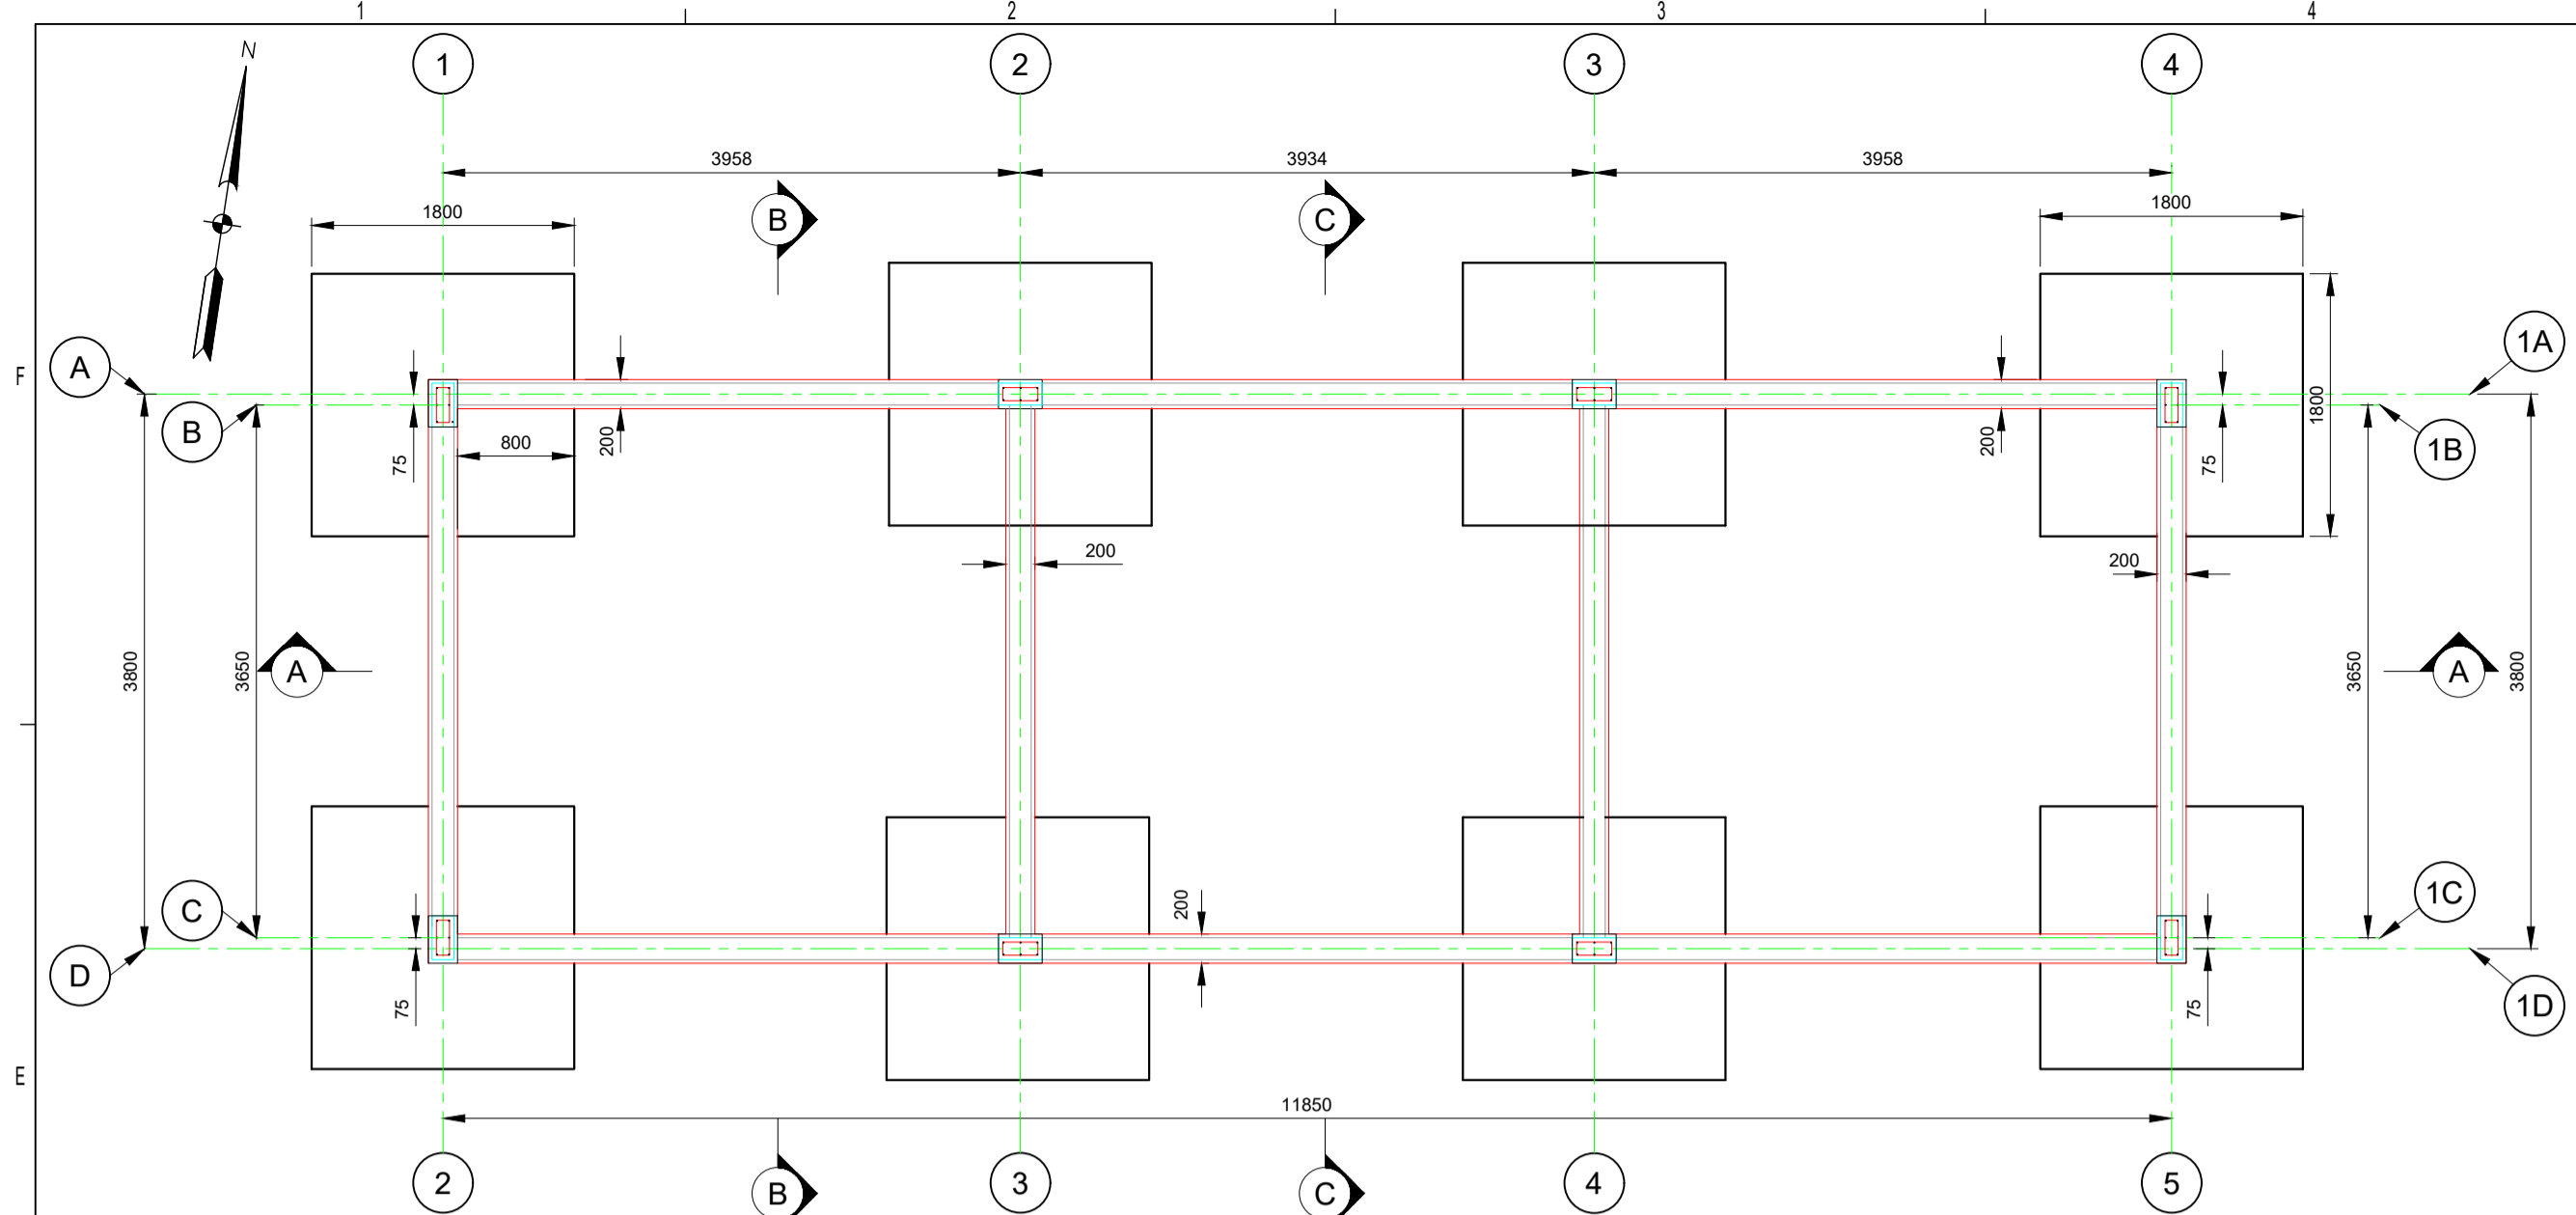 1 2 3 4
N
1 2 3 4
3958 3934 3958
1800 B C 1800
F
A 1A
B 1B
75 800 200 200 75 1800
200 200
3800 3650 A 3650 A 3800
C 200 1C
D 75 75 1D
E
11850
2 B 3 C 4 5